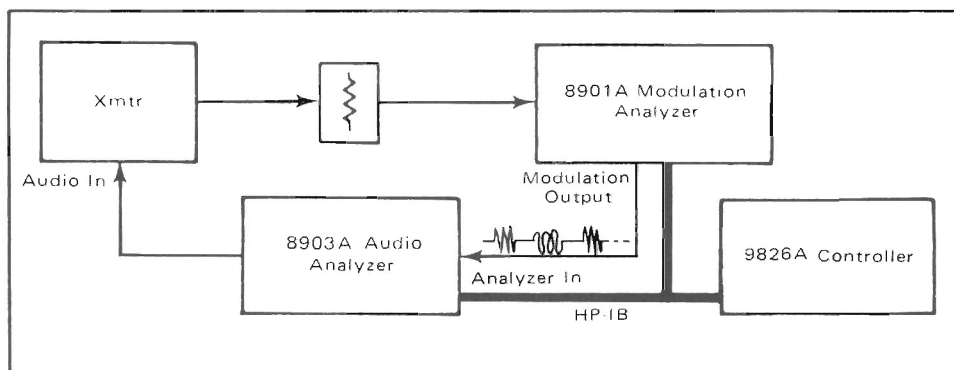 Xmtr
8901A Modulation
Analyzer
Audio In
Modulation
Output
8903A Audio
Analyzer
Analyzer In
9826A Controller
HP-IB